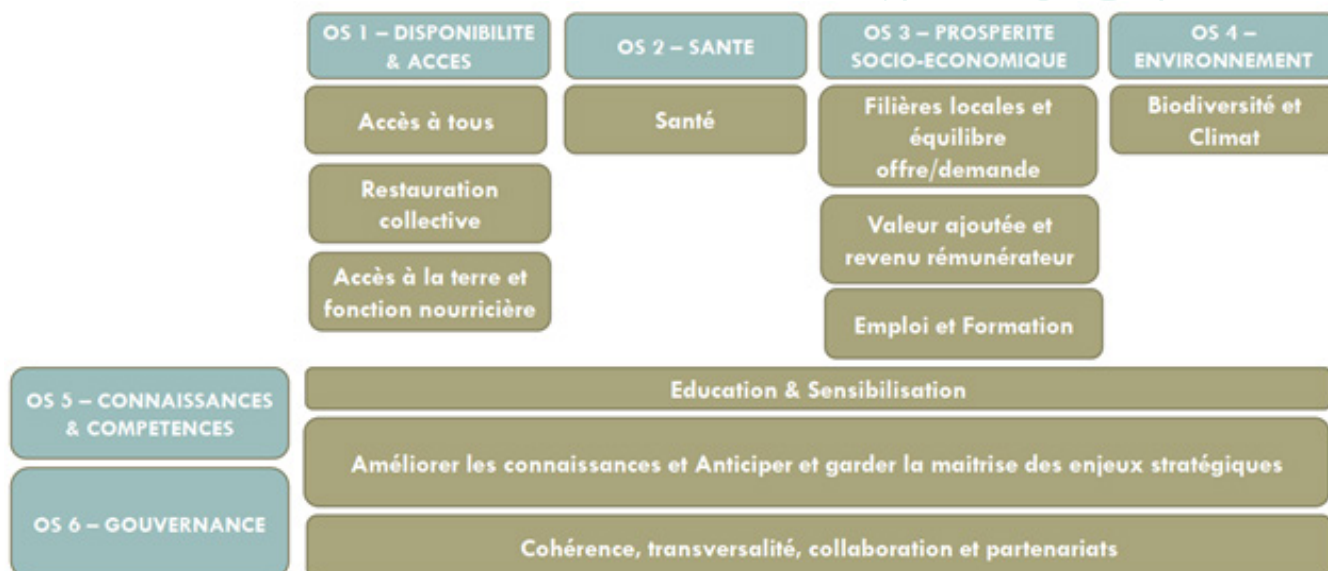 OS 1 – DISPONIBILITE
& ACCES
OS 2 – SANTE
OS 3 – PROSPERITE
SOCIO-ECONOMIQUE
OS 4 –
ENVIRONNEMENT
Accès à tous
Santé
Filières locales et
équilibre
offre/demande
Biodiversité et
Climat
Restauration
collective
Valeur ajoutée et
revenu rémunérateur
Accès à la terre et
fonction nourricière
Emploi et Formation
OS 5 – CONNAISSANCES
& COMPETENCES
Education & Sensibilisation
Améliorer les connaissances et Anticiper et garder la maitrise des enjeux stratégiques
OS 6 – GOUVERNANCE
Cohérence, transversalité, collaboration et partenariats